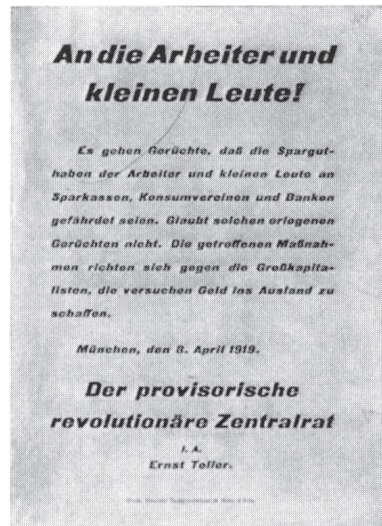 An die Arbeiter und
kleinen Leute!
Es gehen Gerüchte, daß die Spargut-
haben der Arbeiter und kleinen Leute an
Sparkassen, Konsumvereinen und Banken
gefährdet seien. Glaubt solchen erlogenen
Gerüchten nicht. Die getroffenen Maßnah-
men richten sich gegen die Großkapita-
listen, die versuchen Geld ins Ausland zu
schaffen.
München, den 8. April 1919.
Der provisorische
revolutionäre Zentralrat
I. A.
Ernst Toller.